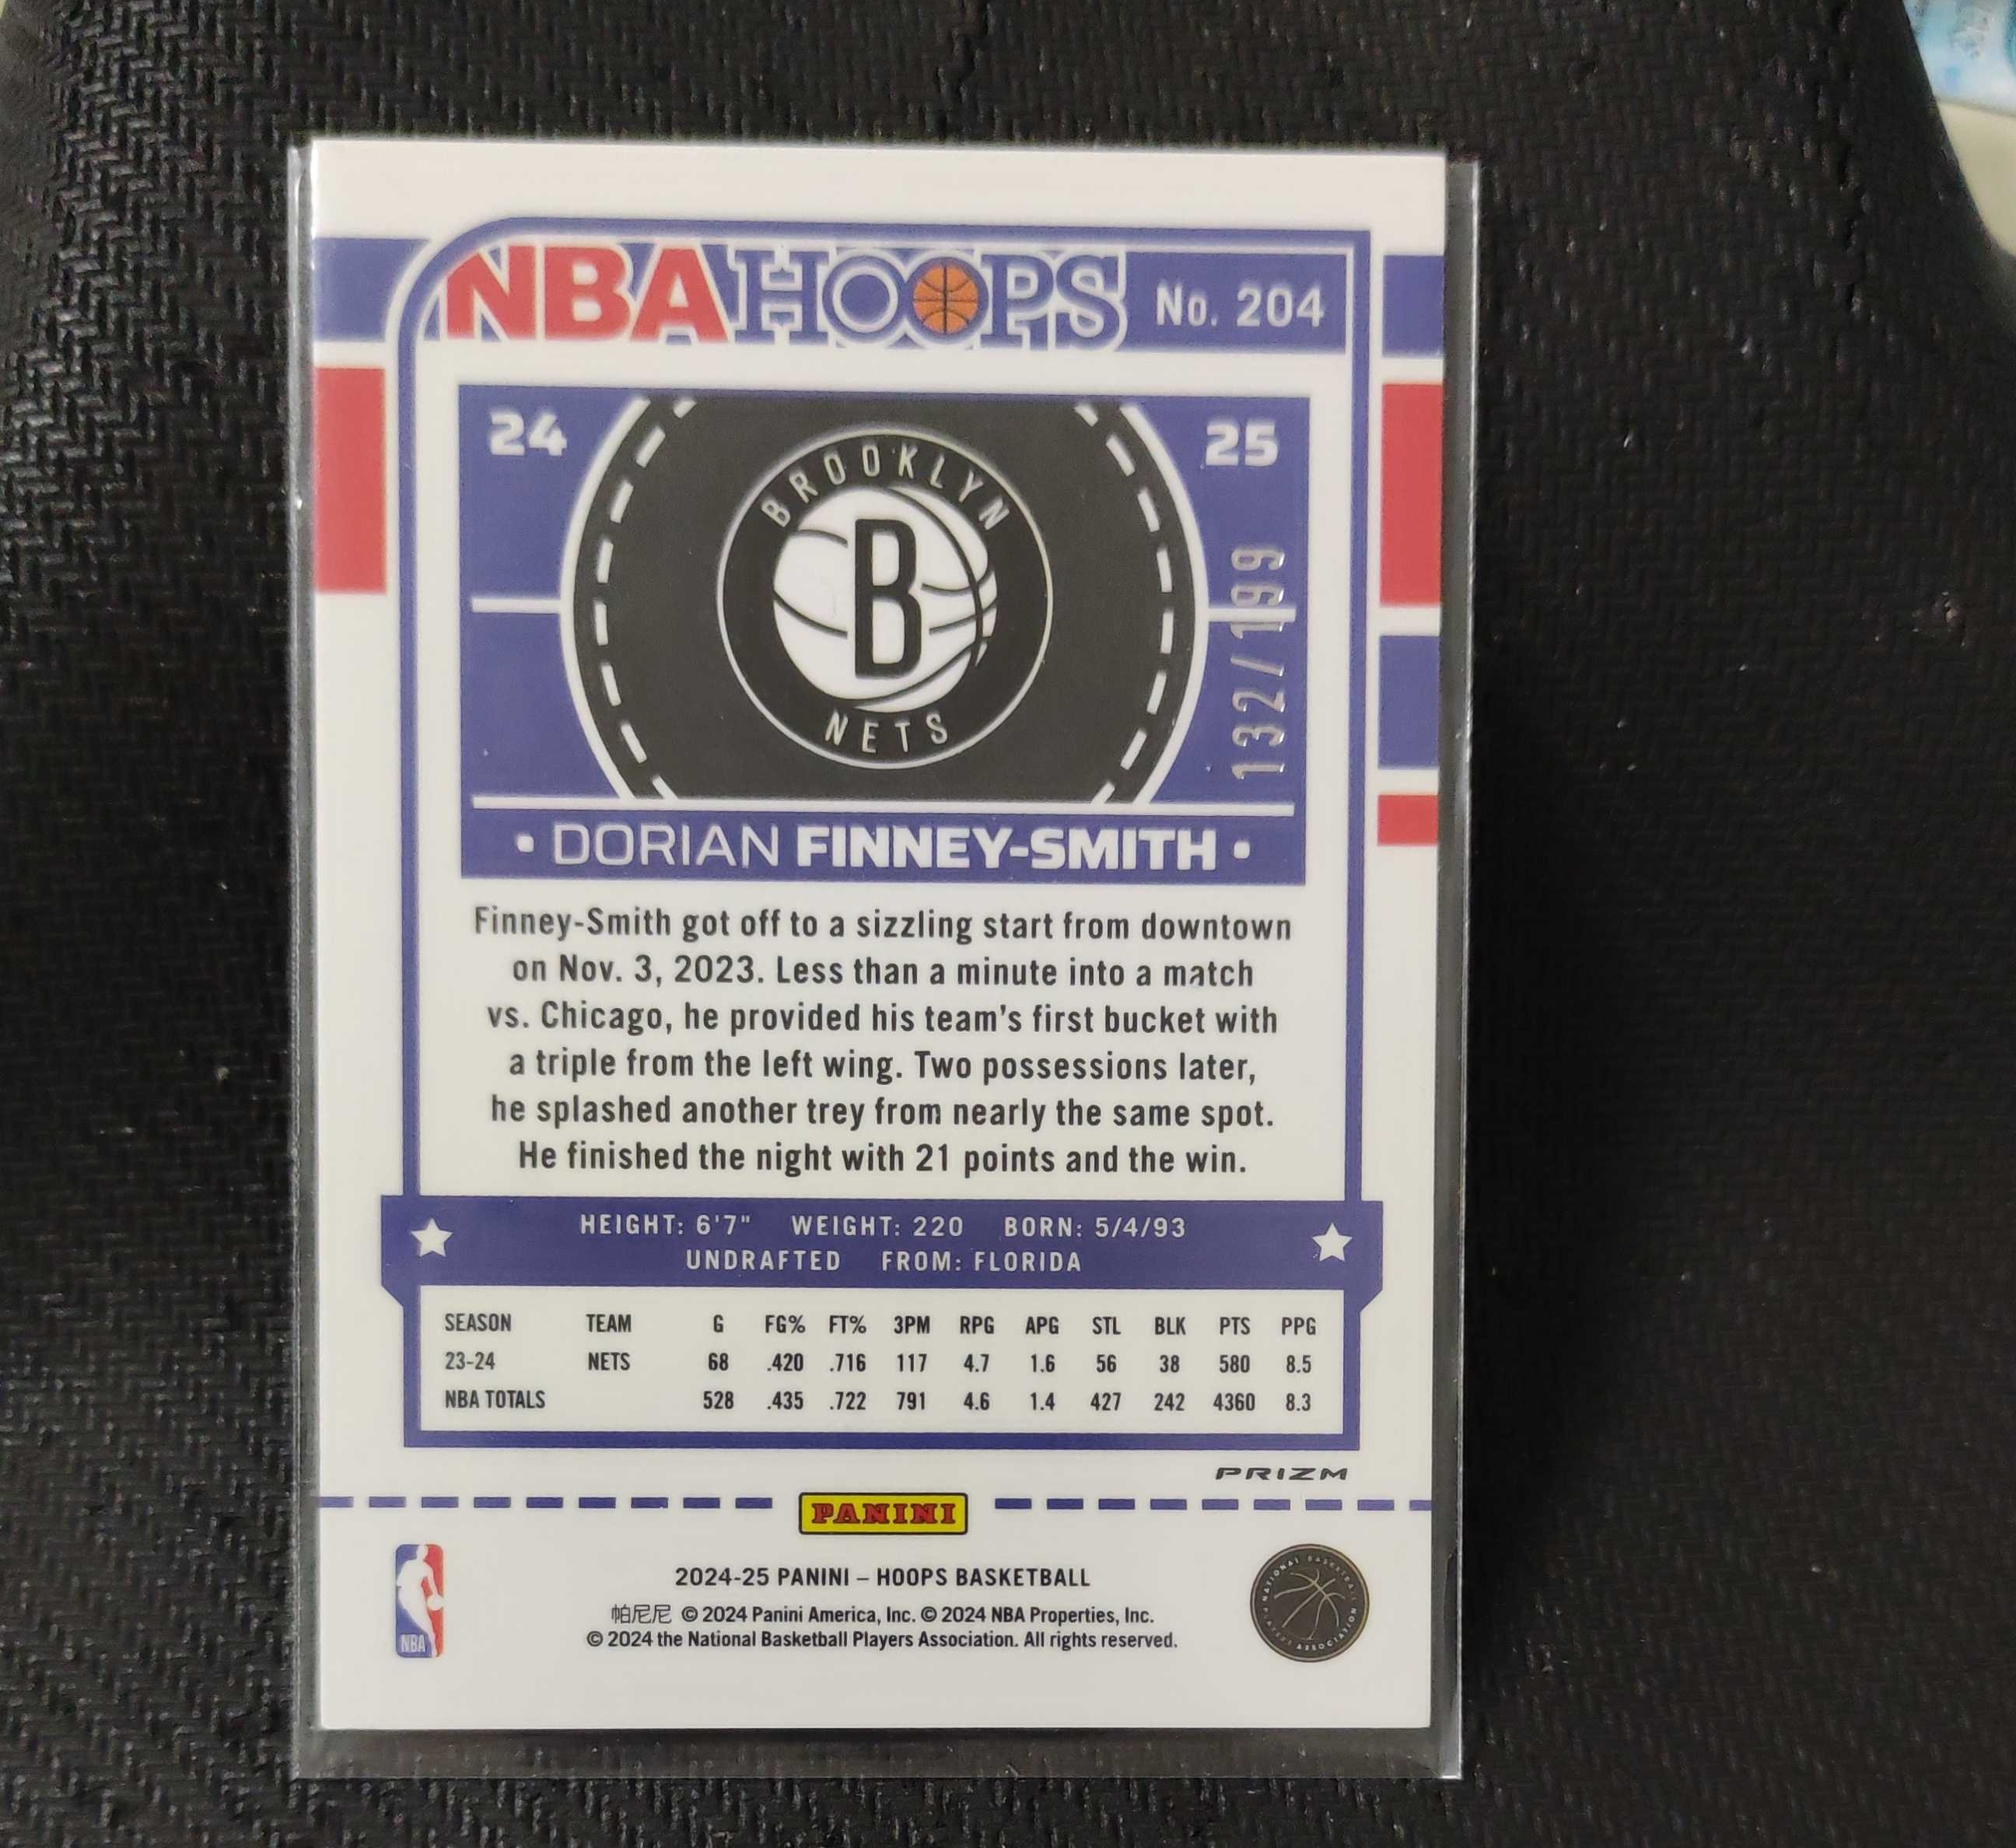 NBA HOOPS No. 204
24 25
BROOKLYN
B
NETS
132/199
• DORIAN FINNEY-SMITH •
Finney-Smith got off to a sizzling start from downtown
on Nov. 3, 2023. Less than a minute into a match
vs. Chicago, he provided his team's first bucket with
a triple from the left wing. Two possessions later,
he splashed another trey from nearly the same spot.
He finished the night with 21 points and the win.
HEIGHT: 6'7" WEIGHT: 220 BORN: 5/4/93
UNDRAFTED FROM: FLORIDA
SEASON TEAM G FG% FT% 3PM RPG APG STL BLK PTS PPG
23-24 NETS 68 .420 .716 117 4.7 1.6 56 38 580 8.5
NBA TOTALS 528 .435 .722 791 4.6 1.4 427 242 4360 8.3
PRIZM
PANINI
2024-25 PANINI – HOOPS BASKETBALL
帕尼尼 © 2024 Panini America, Inc. © 2024 NBA Properties, Inc.
© 2024 the National Basketball Players Association. All rights reserved.
NBA
NATIONAL BASKETBALL PLAYERS ASSOCIATION